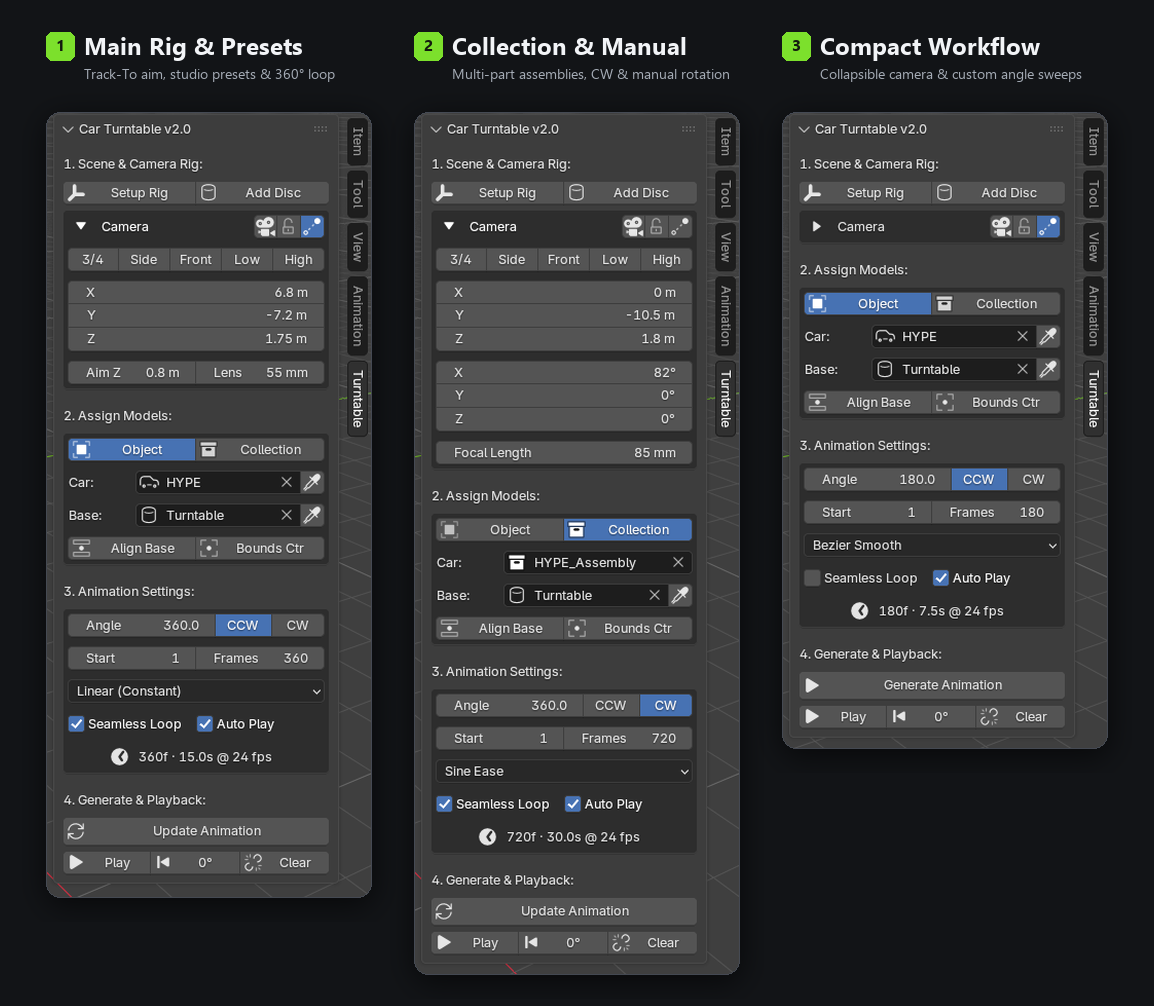 1 Main Rig & Presets
Track-To aim, studio presets & 360° loop
Car Turntable v2.0
1. Scene & Camera Rig:
Setup Rig Add Disc
Camera
3/4 Side Front Low High
X 6.8 m
Y -7.2 m
Z 1.75 m
Aim Z 0.8 m Lens 55 mm
2. Assign Models:
Object Collection
Car: HYPE
Base: Turntable
Align Base Bounds Ctr
3. Animation Settings:
Angle 360.0 CCW CW
Start 1 Frames 360
Linear (Constant)
Seamless Loop Auto Play
360f · 15.0s @ 24 fps
4. Generate & Playback:
Update Animation
Play 0° Clear
Item
Tool
View
Animation
Turntable
2 Collection & Manual
Multi-part assemblies, CW & manual rotation
Car Turntable v2.0
1. Scene & Camera Rig:
Setup Rig Add Disc
Camera
3/4 Side Front Low High
X 0 m
Y -10.5 m
Z 1.8 m
X 82°
Y 0°
Z 0°
Focal Length 85 mm
2. Assign Models:
Object Collection
Car: HYPE_Assembly
Base: Turntable
Align Base Bounds Ctr
3. Animation Settings:
Angle 360.0 CCW CW
Start 1 Frames 720
Sine Ease
Seamless Loop Auto Play
720f · 30.0s @ 24 fps
4. Generate & Playback:
Update Animation
Play 0° Clear
Item
Tool
View
Animation
Turntable
3 Compact Workflow
Collapsible camera & custom angle sweeps
Car Turntable v2.0
1. Scene & Camera Rig:
Setup Rig Add Disc
Camera
2. Assign Models:
Object Collection
Car: HYPE
Base: Turntable
Align Base Bounds Ctr
3. Animation Settings:
Angle 180.0 CCW CW
Start 1 Frames 180
Bezier Smooth
Seamless Loop Auto Play
180f · 7.5s @ 24 fps
4. Generate & Playback:
Generate Animation
Play 0° Clear
Item
Tool
View
Animation
Turntable